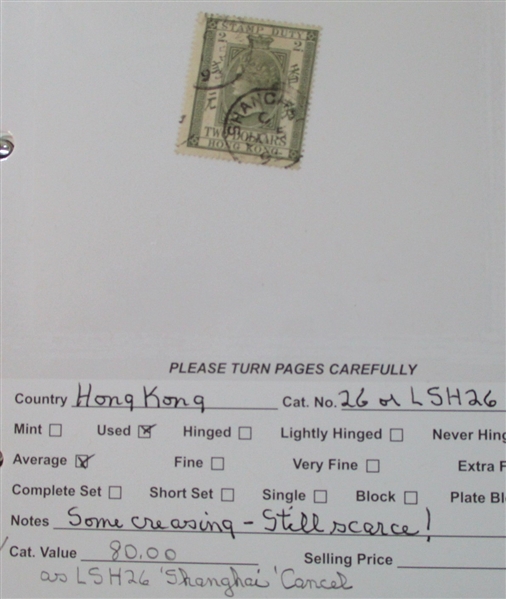 STAMP DUTY
2 2
SHANGHAI
TWO DOLLARS
HONG KONG
PLEASE TURN PAGES CAREFULLY
Country Hong Kong Cat. No. 26 or LSH26
Mint Used Hinged Lightly Hinged Never Hing
Average Fine Very Fine Extra F
Complete Set Short Set Single Block Plate Bl
Notes Some creasing - Still scarce!
Cat. Value 80.00 Selling Price
as LSH26 'Shanghai' Cancel